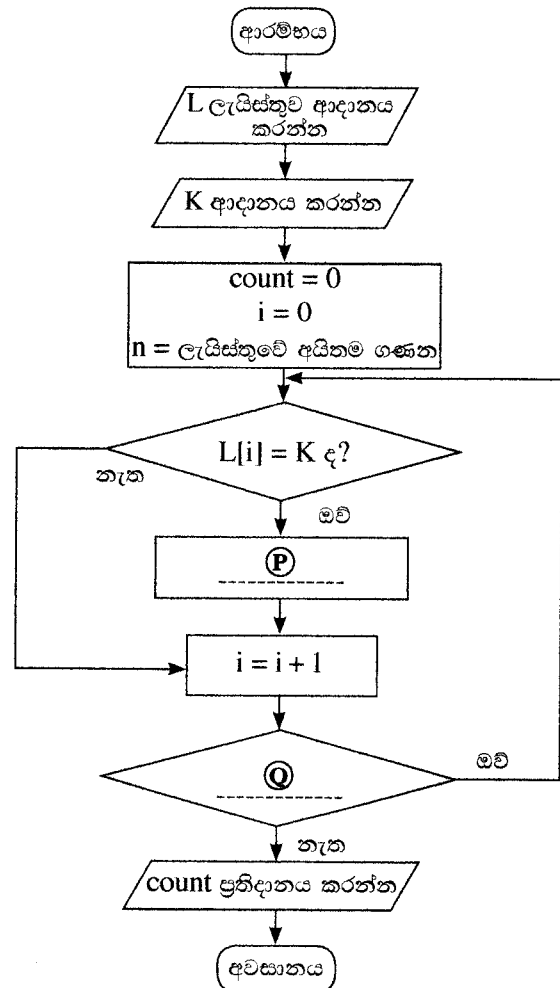 ආරම්භය
L ලැයිස්තුව ආදානය
කරන්න
K ආදානය කරන්න
count = 0
i = 0
n = ලැයිස්තුවේ අයිතම ගණන
L[i] = K ද?
නැත
ඔව්
P
i = i + 1
Q
ඔව්
නැත
count ප්‍රතිදානය කරන්න
අවසානය